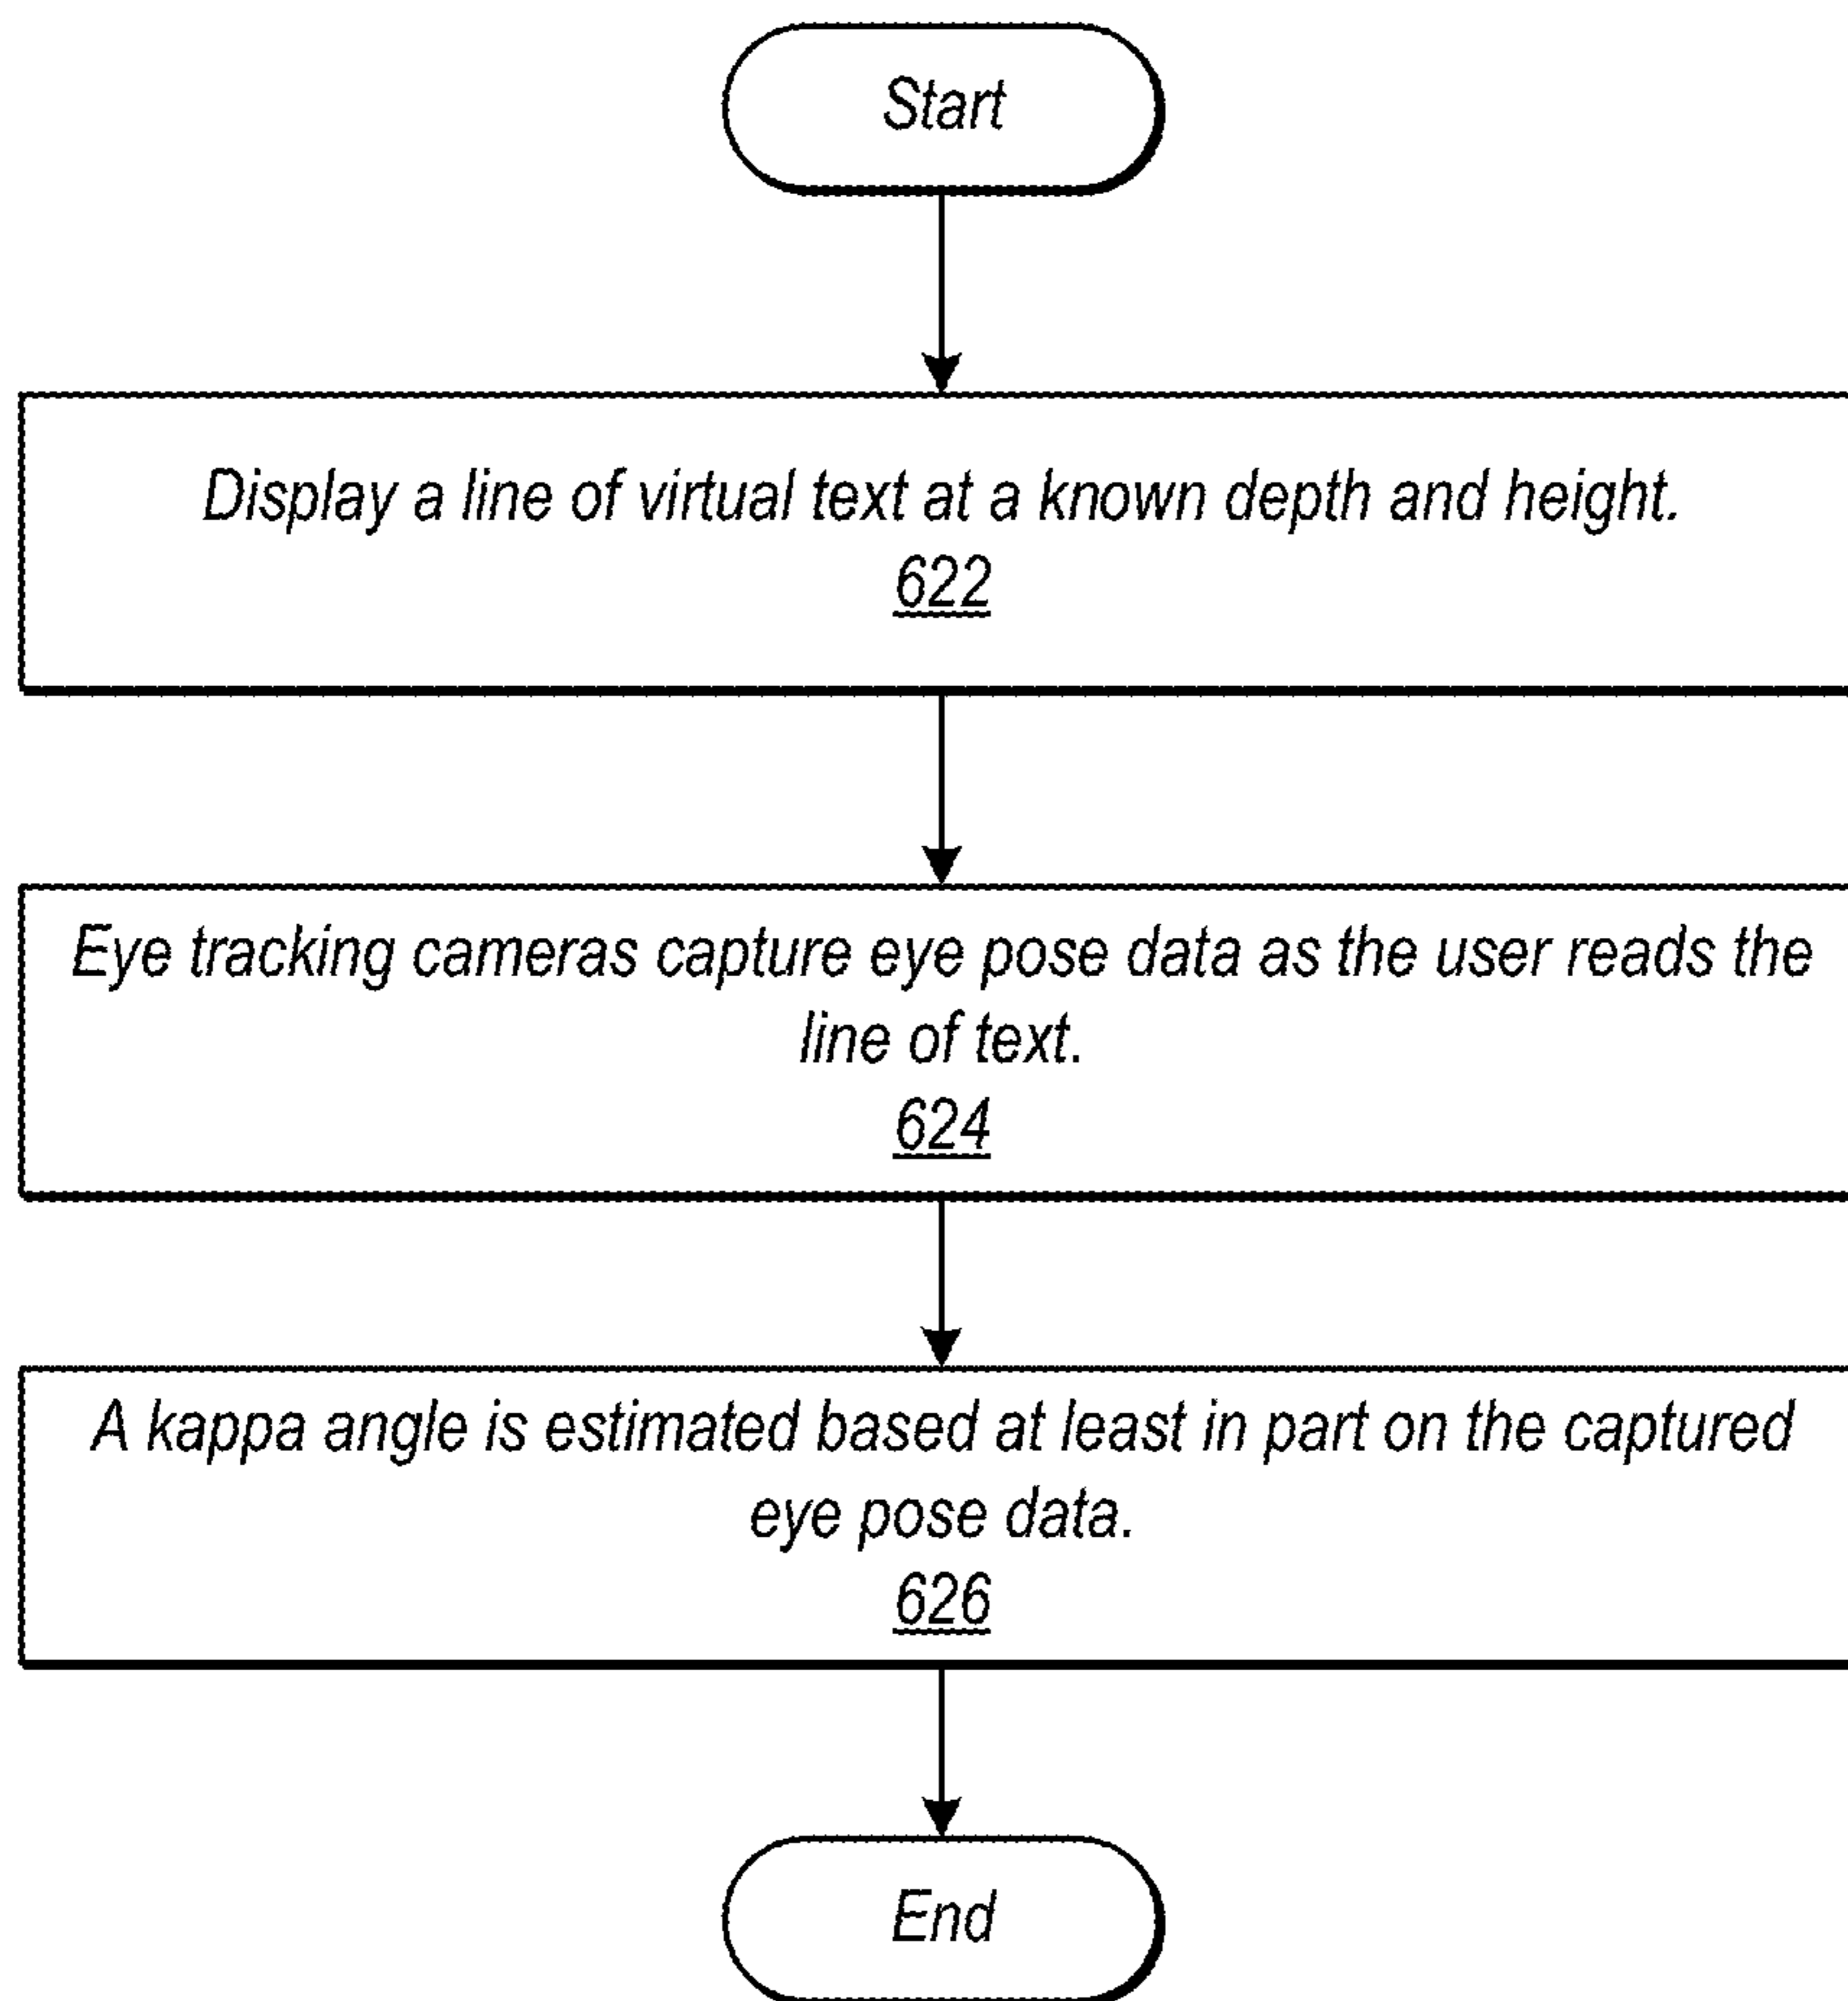 Start
Display a line of virtual text at a known depth and height.
622
Eye tracking cameras capture eye pose data as the user reads the
line of text.
624
A kappa angle is estimated based at least in part on the captured
eye pose data.
626
End